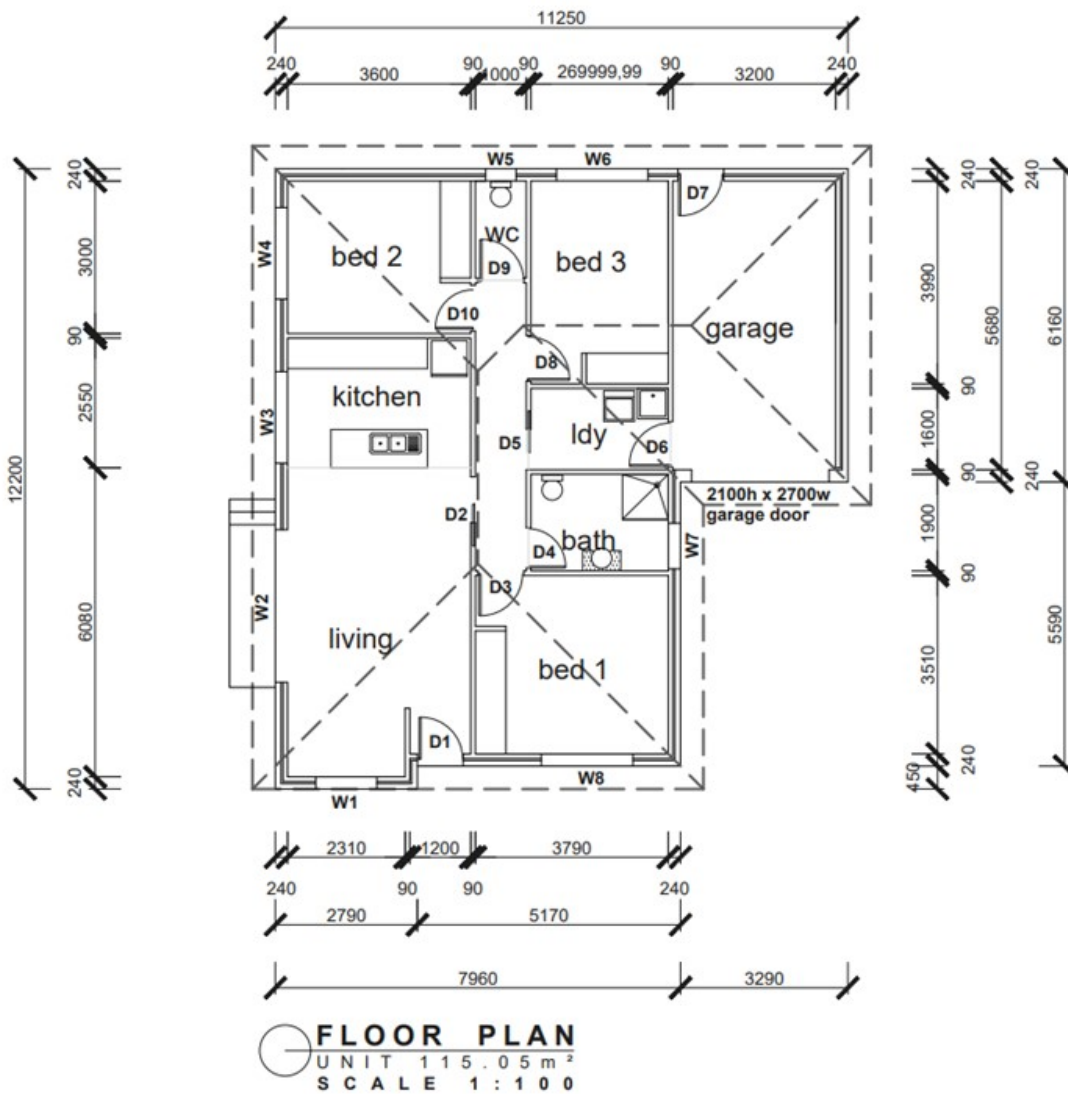 11250
240 3600 90 1000 90 269999,99 90 3200 240
W5 W6
D7
240 3000 90 2550 6080 240
12200
W4
bed 2
WC
D9
bed 3
D10
garage
D8
kitchen
W3
D5
ldy
D6
2100h x 2700w
garage door
D2
bath
D4
W7
D3
W2
living
bed 1
D1
W1
W8
3990 90 1600 90 1900 90 3510 240 450
240 5680 240
240 6160 5590
2310 1200 3790
240 90 90 240
2790 5170
7960 3290
FLOOR PLAN
UNIT 115.05m²
SCALE 1:100